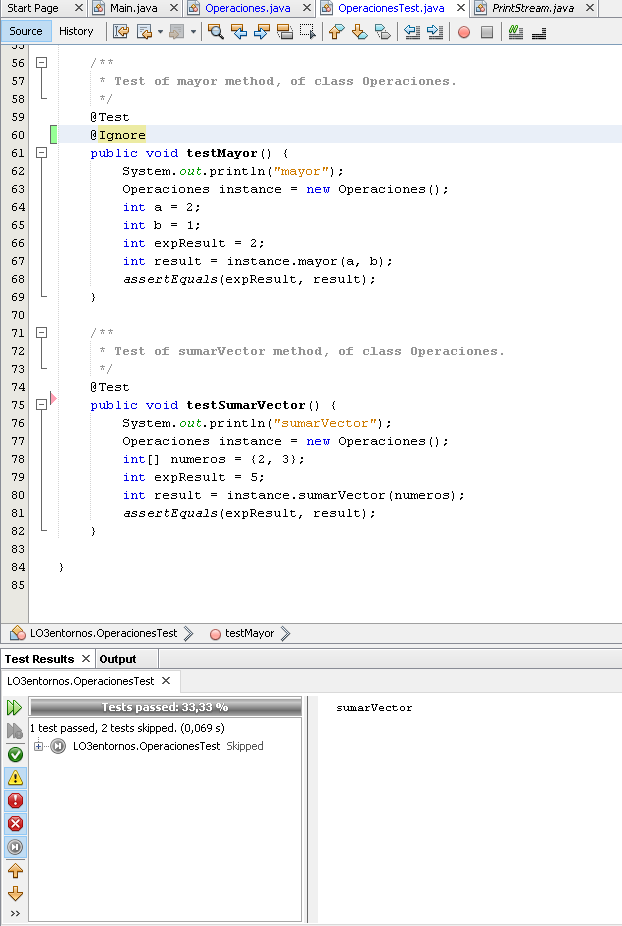 Start Page Main.java Operaciones.java OperacionesTest.java PrintStream.java
Source History
55
56 /**
57 * Test of mayor method, of class Operaciones.
58 */
59 @Test
60 @Ignore
61 public void testMayor() {
62 System.out.println("mayor");
63 Operaciones instance = new Operaciones();
64 int a = 2;
65 int b = 1;
66 int expResult = 2;
67 int result = instance.mayor(a, b);
68 assertEquals(expResult, result);
69 }
70
71 /**
72 * Test of sumarVector method, of class Operaciones.
73 */
74 @Test
75 public void testSumarVector() {
76 System.out.println("sumarVector");
77 Operaciones instance = new Operaciones();
78 int[] numeros = {2, 3};
79 int expResult = 5;
80 int result = instance.sumarVector(numeros);
81 assertEquals(expResult, result);
82 }
83
84 }
85
LO3entornos.OperacionesTest testMayor
Test Results Output
LO3entornos.OperacionesTest
Tests passed: 33,33 %
sumarVector
1 test passed, 2 tests skipped. (0,069 s)
LO3entornos.OperacionesTest Skipped